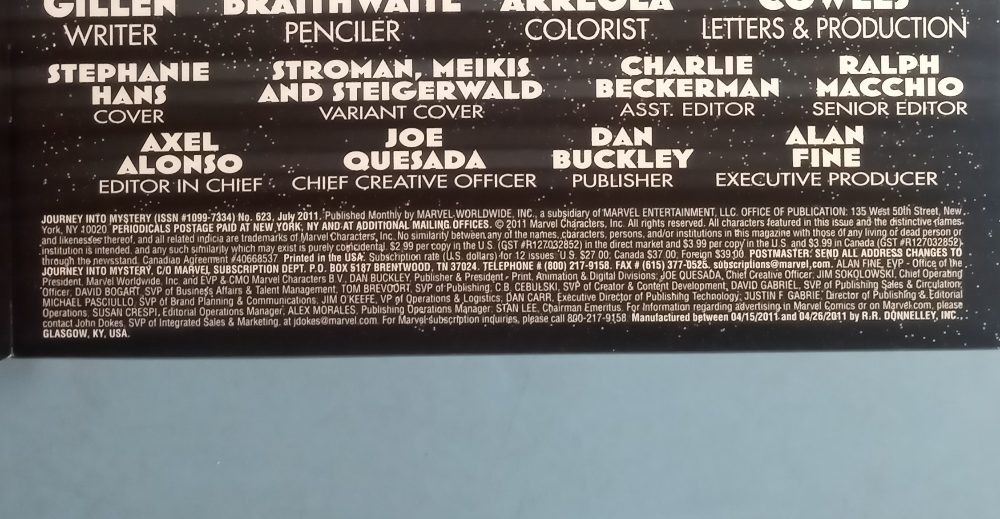 GILLEN BRAITHWAITE ARREOLA COWLES
WRITER PENCILER COLORIST LETTERS & PRODUCTION
STEPHANIE HANS STROMAN, MEIKIS AND STEIGERWALD CHARLIE BECKERMAN RALPH MACCHIO
COVER VARIANT COVER ASST. EDITOR SENIOR EDITOR
AXEL ALONSO JOE QUESADA DAN BUCKLEY ALAN FINE
EDITOR IN CHIEF CHIEF CREATIVE OFFICER PUBLISHER EXECUTIVE PRODUCER
JOURNEY INTO MYSTERY (ISSN #1099-7334) No. 623, July 2011. Published Monthly by MARVEL WORLDWIDE, INC., a subsidiary of MARVEL ENTERTAINMENT, LLC. OFFICE OF PUBLICATION: 135 West 50th Street, New
York, NY 10020. PERIODICALS POSTAGE PAID AT NEW YORK, NY AND AT ADDITIONAL MAILING OFFICES. © 2011 Marvel Characters, Inc. All rights reserved. All characters featured in this issue and the distinctive names
and likenesses thereof, and all related indicia are trademarks of Marvel Characters, Inc. No similarity between any of the names, characters, persons, and/or institutions in this magazine with those of any living or dead person or
institution is intended, and any such similarity which may exist is purely coincidental. $2.99 per copy in the U.S. (GST #R127032852) in the direct market and $3.99 per copy in the U.S. and $3.99 in Canada (GST #R127032852)
through the newsstand. Canadian Agreement #40668537. Printed in the USA. Subscription rate (U.S. dollars) for 12 issues: U.S. $27.00; Canada $37.00; Foreign $39.00. POSTMASTER: SEND ALL ADDRESS CHANGES TO
JOURNEY INTO MYSTERY, C/O MARVEL SUBSCRIPTION DEPT. P.O. BOX 5187 BRENTWOOD, TN 37024. TELEPHONE # (800) 217-9158. FAX # (615) 377-0525. subscriptions@marvel.com. ALAN FINE, EVP - Office of the
President, Marvel Worldwide, Inc. and EVP & CMO Marvel Characters B.V.; DAN BUCKLEY, Publisher & President - Print, Animation & Digital Divisions; JOE QUESADA, Chief Creative Officer; JIM SOKOLOWSKI, Chief Operating
Officer; DAVID BOGART, SVP of Business Affairs & Talent Management; TOM BREVOORT, SVP of Publishing; C.B. CEBULSKI, SVP of Creator & Content Development; DAVID GABRIEL, SVP of Publishing Sales & Circulation;
MICHAEL PASCIULLO, SVP of Brand Planning & Communications; JIM O'KEEFE, VP of Operations & Logistics; DAN CARR, Executive Director of Publishing Technology; JUSTIN F. GABRIE, Director of Publishing & Editorial
Operations; SUSAN CRESPI, Editorial Operations Manager; ALEX MORALES, Publishing Operations Manager; STAN LEE, Chairman Emeritus. For information regarding advertising in Marvel Comics or on Marvel.com, please
contact John Dokes, SVP of Integrated Sales & Marketing, at jdokes@marvel.com. For Marvel subscription inquiries, please call 800-217-9158. Manufactured between 04/15/2011 and 04/26/2011 by R.R. DONNELLEY, INC.,
GLASGOW, KY, USA.